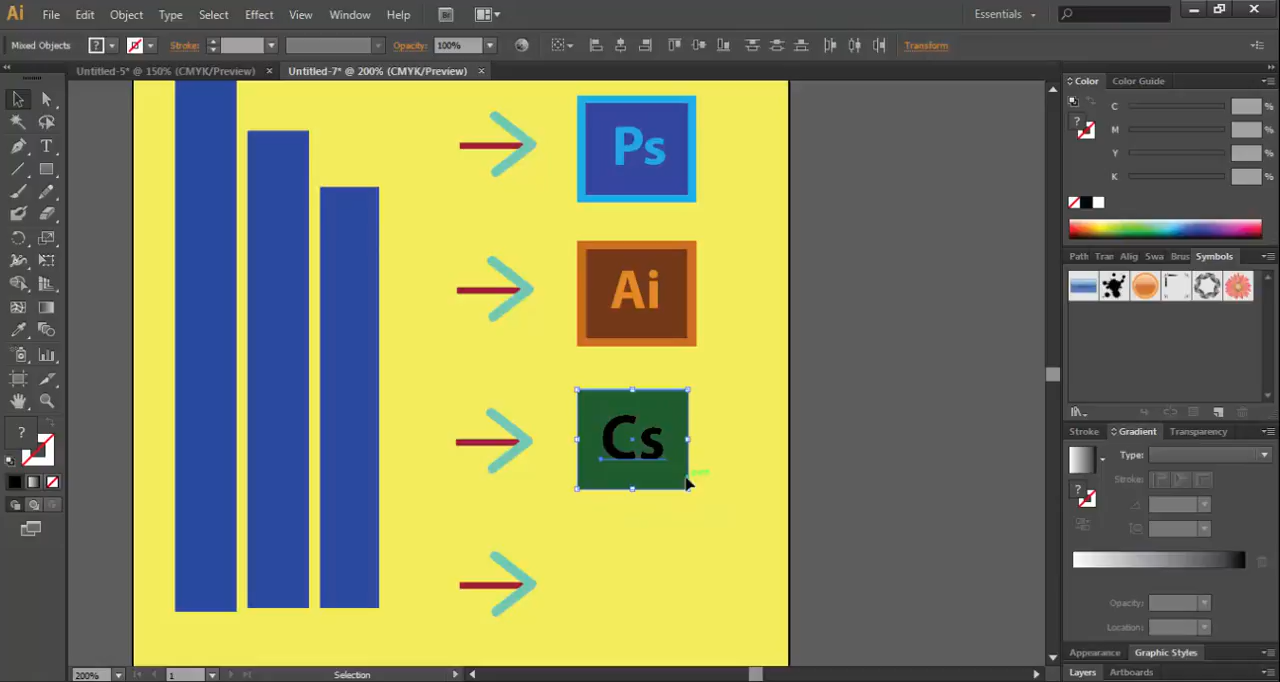 Ai File Edit Object Type Select Effect View Window Help Br Essentials
Mixed Objects ? Stroke: Opacity: 100% Transform
Untitled-5* @ 150% (CMYK/Preview) × Untitled-7* @ 200% (CMYK/Preview) ×
Color Color Guide
C %
? M %
Y %
K %
Ps
Path Tran Alig Swa Brus Symbols
Ai
Stroke Gradient Transparency
Type:
Stroke:
?
Cs
?
Opacity:
Location:
Appearance Graphic Styles
Layers Artboards
200% 1 Selection